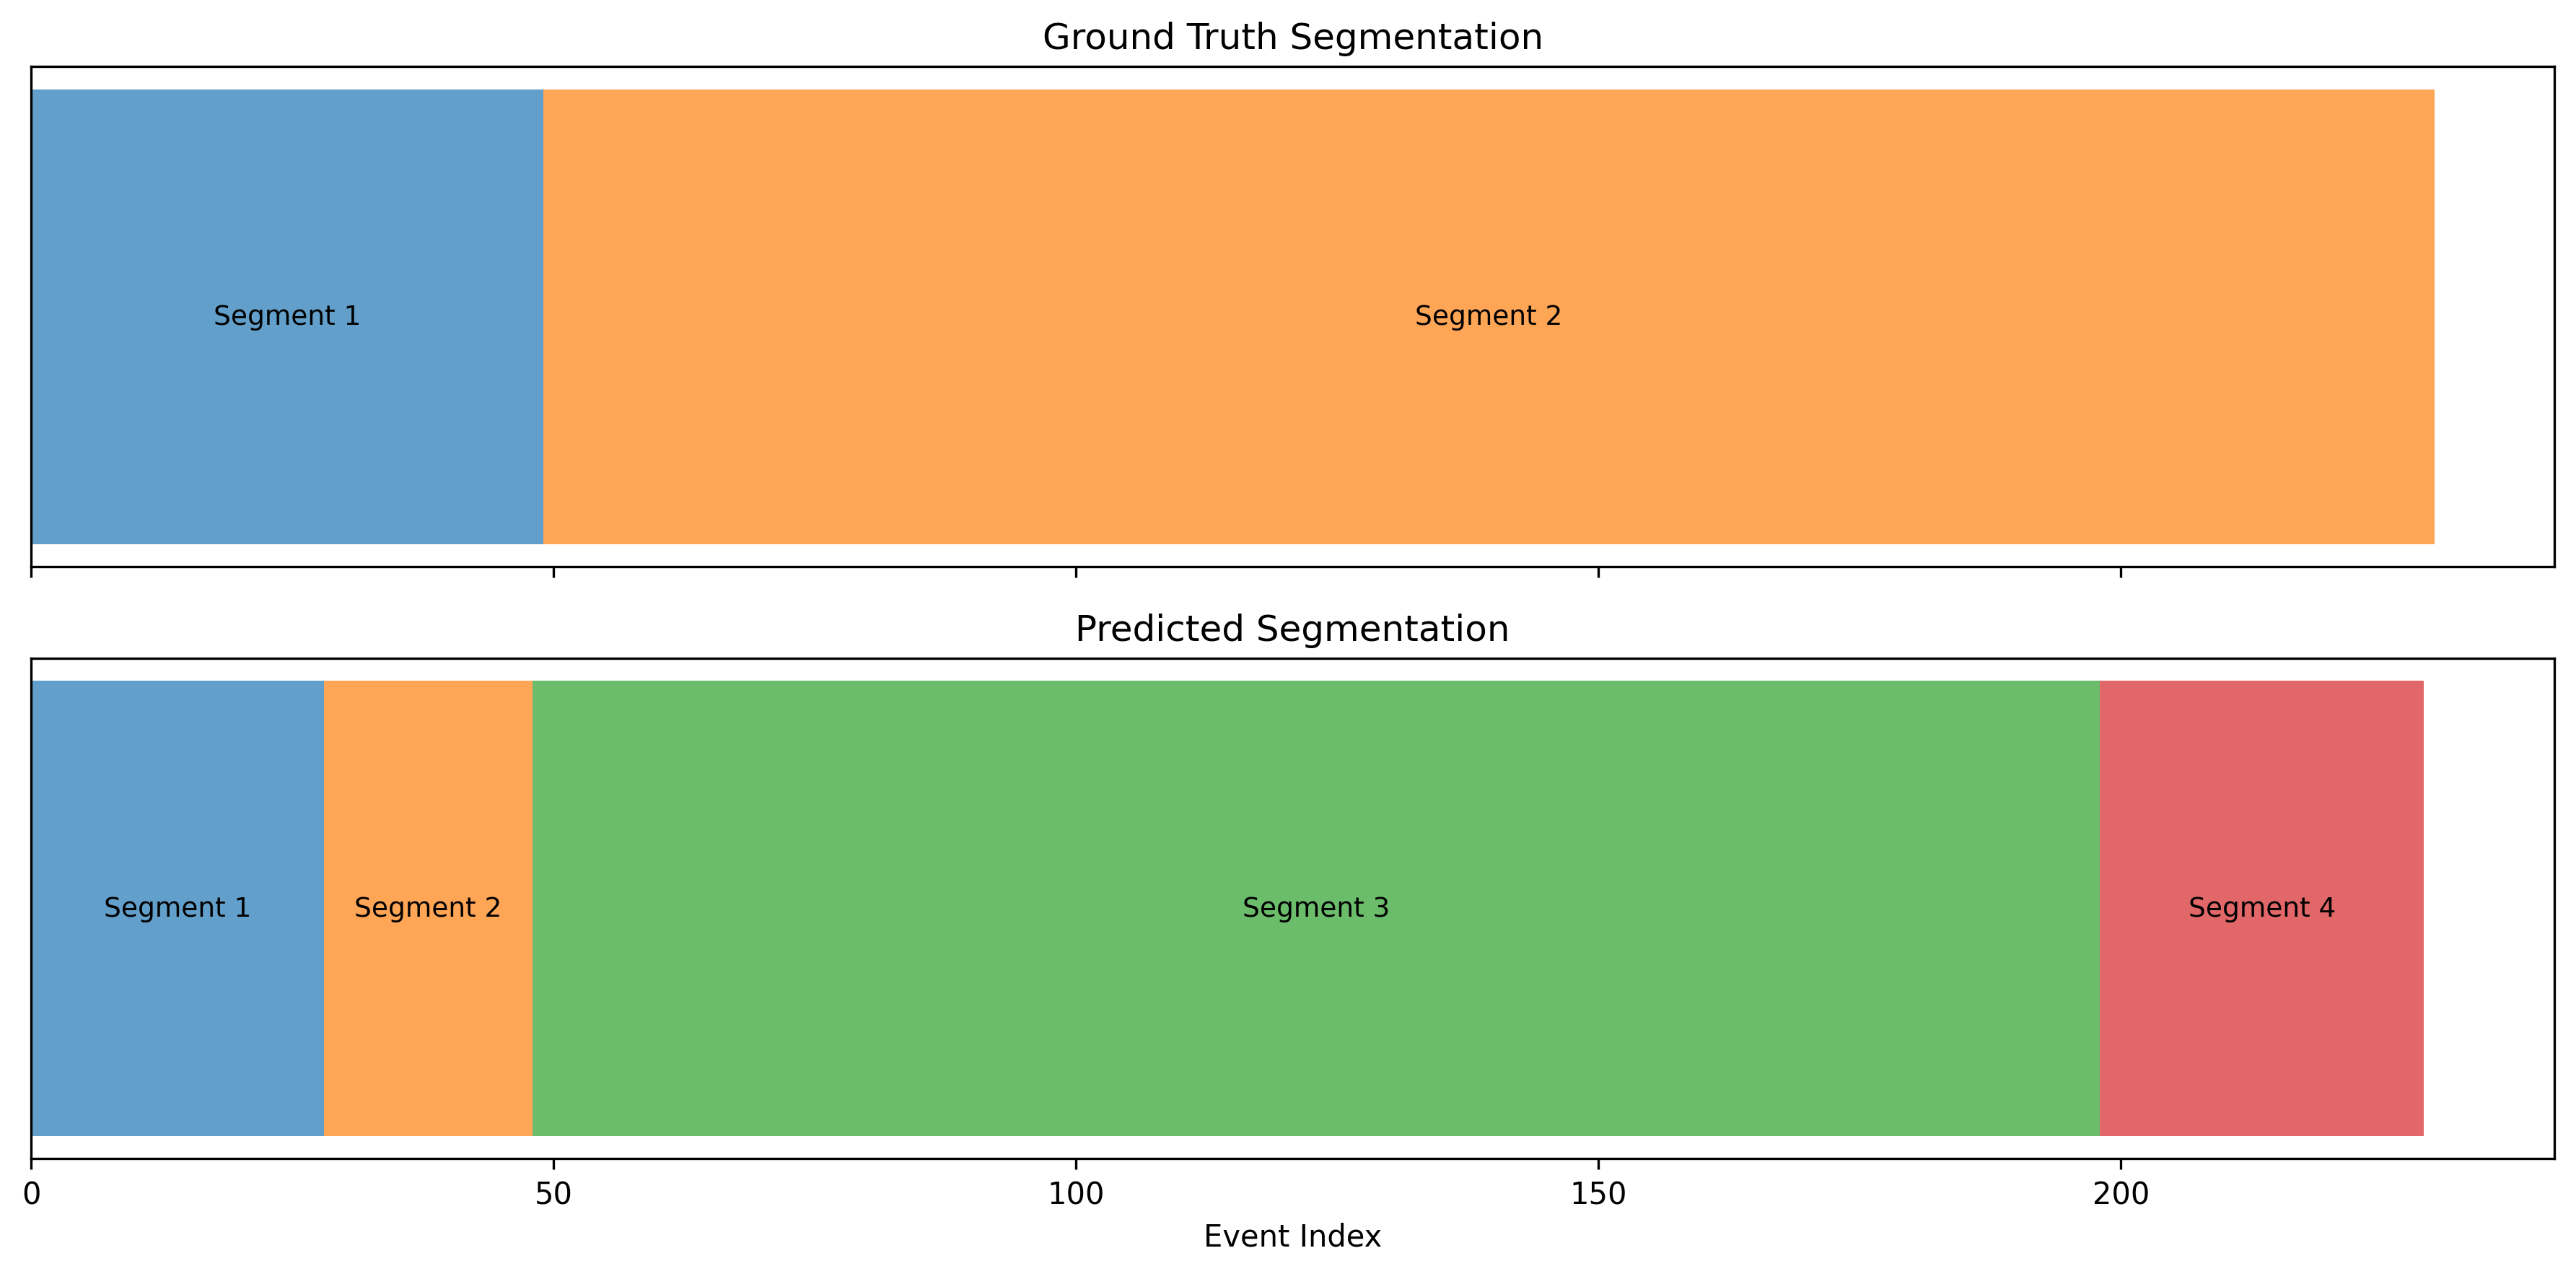 Ground Truth Segmentation
Segment 1 Segment 2
Predicted Segmentation
Segment 1 Segment 2 Segment 3 Segment 4
0 50 100 150 200
Event Index